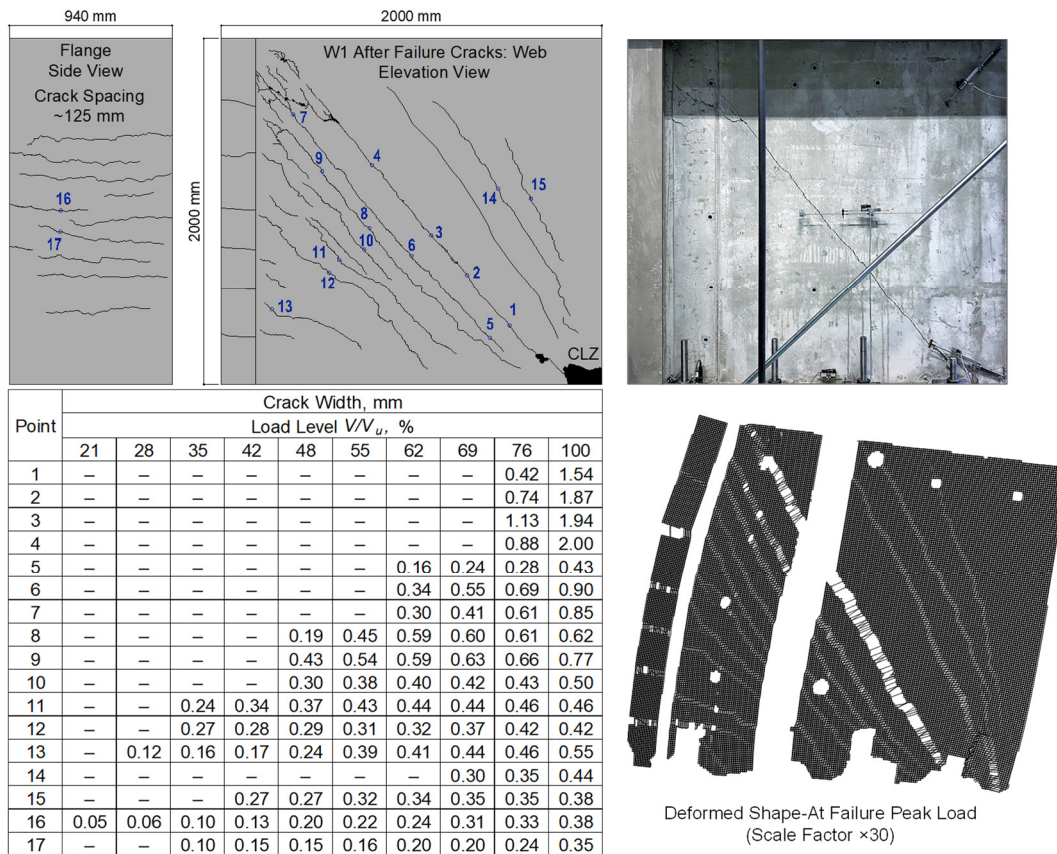 940 mm
2000 mm
Flange
Side View
Crack Spacing
~125 mm
16
17
2000 mm
W1 After Failure Cracks: Web
Elevation View
7
4
9
15
14
8
3
10
6
11
2
12
13
1
5
CLZ
Point Crack Width, mm
Load Level V/Vu, %
21 28 35 42 48 55 62 69 76 100
1 – – – – – – – – 0.42 1.54
2 – – – – – – – – 0.74 1.87
3 – – – – – – – – 1.13 1.94
4 – – – – – – – – 0.88 2.00
5 – – – – – – 0.16 0.24 0.28 0.43
6 – – – – – – 0.34 0.55 0.69 0.90
7 – – – – – – 0.30 0.41 0.61 0.85
8 – – – – 0.19 0.45 0.59 0.60 0.61 0.62
9 – – – – 0.43 0.54 0.59 0.63 0.66 0.77
10 – – – – 0.30 0.38 0.40 0.42 0.43 0.50
11 – – 0.24 0.34 0.37 0.43 0.44 0.44 0.46 0.46
12 – – 0.27 0.28 0.29 0.31 0.32 0.37 0.42 0.42
13 – 0.12 0.16 0.17 0.24 0.39 0.41 0.44 0.46 0.55
14 – – – – – – – 0.30 0.35 0.44
15 – – – 0.27 0.27 0.32 0.34 0.35 0.35 0.38
16 0.05 0.06 0.10 0.13 0.20 0.22 0.24 0.31 0.33 0.38
17 – – 0.10 0.15 0.15 0.16 0.20 0.20 0.24 0.35
Deformed Shape-At Failure Peak Load
(Scale Factor ×30)